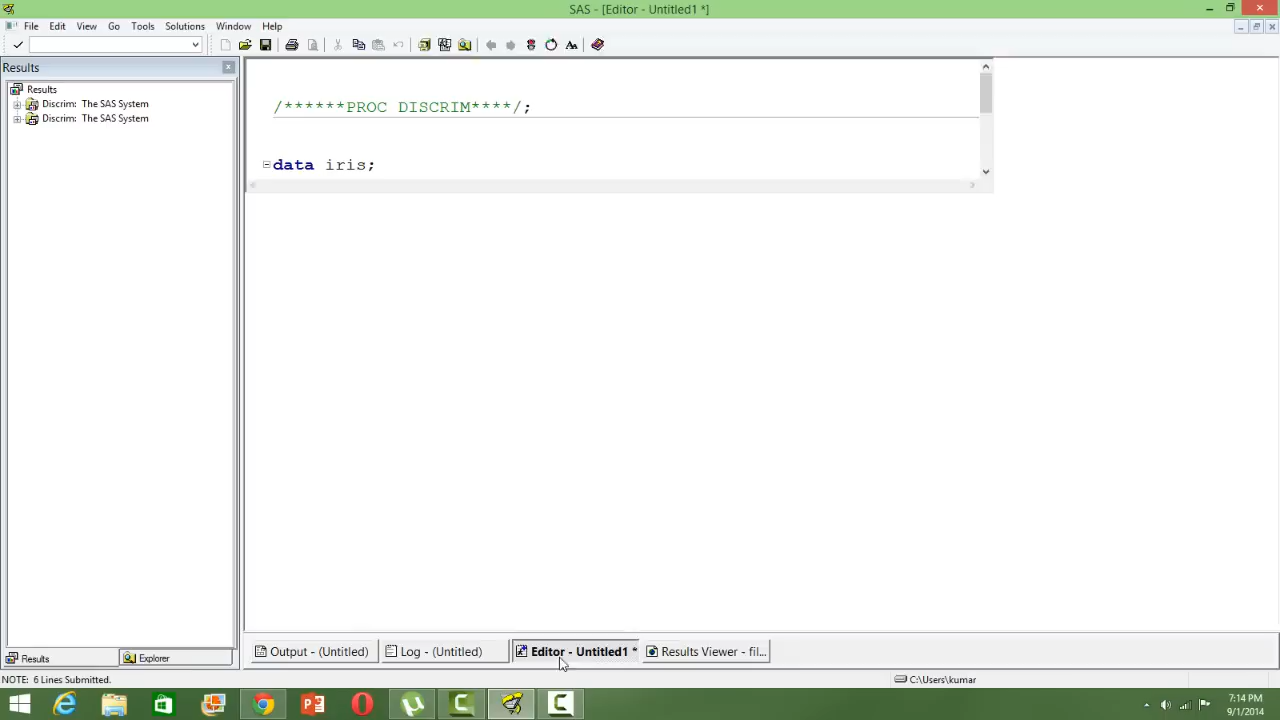 SAS - [Editor - Untitled1 *]
File Edit View Go Tools Solutions Window Help
Results
Results
Discrim: The SAS System
Discrim: The SAS System
/******PROC DISCRIM****/;
data iris;
Results Explorer
Output - (Untitled) Log - (Untitled) Editor - Untitled1 * Results Viewer - fil...
NOTE: 6 Lines Submitted. C:\Users\kumar
7:14 PM
9/1/2014